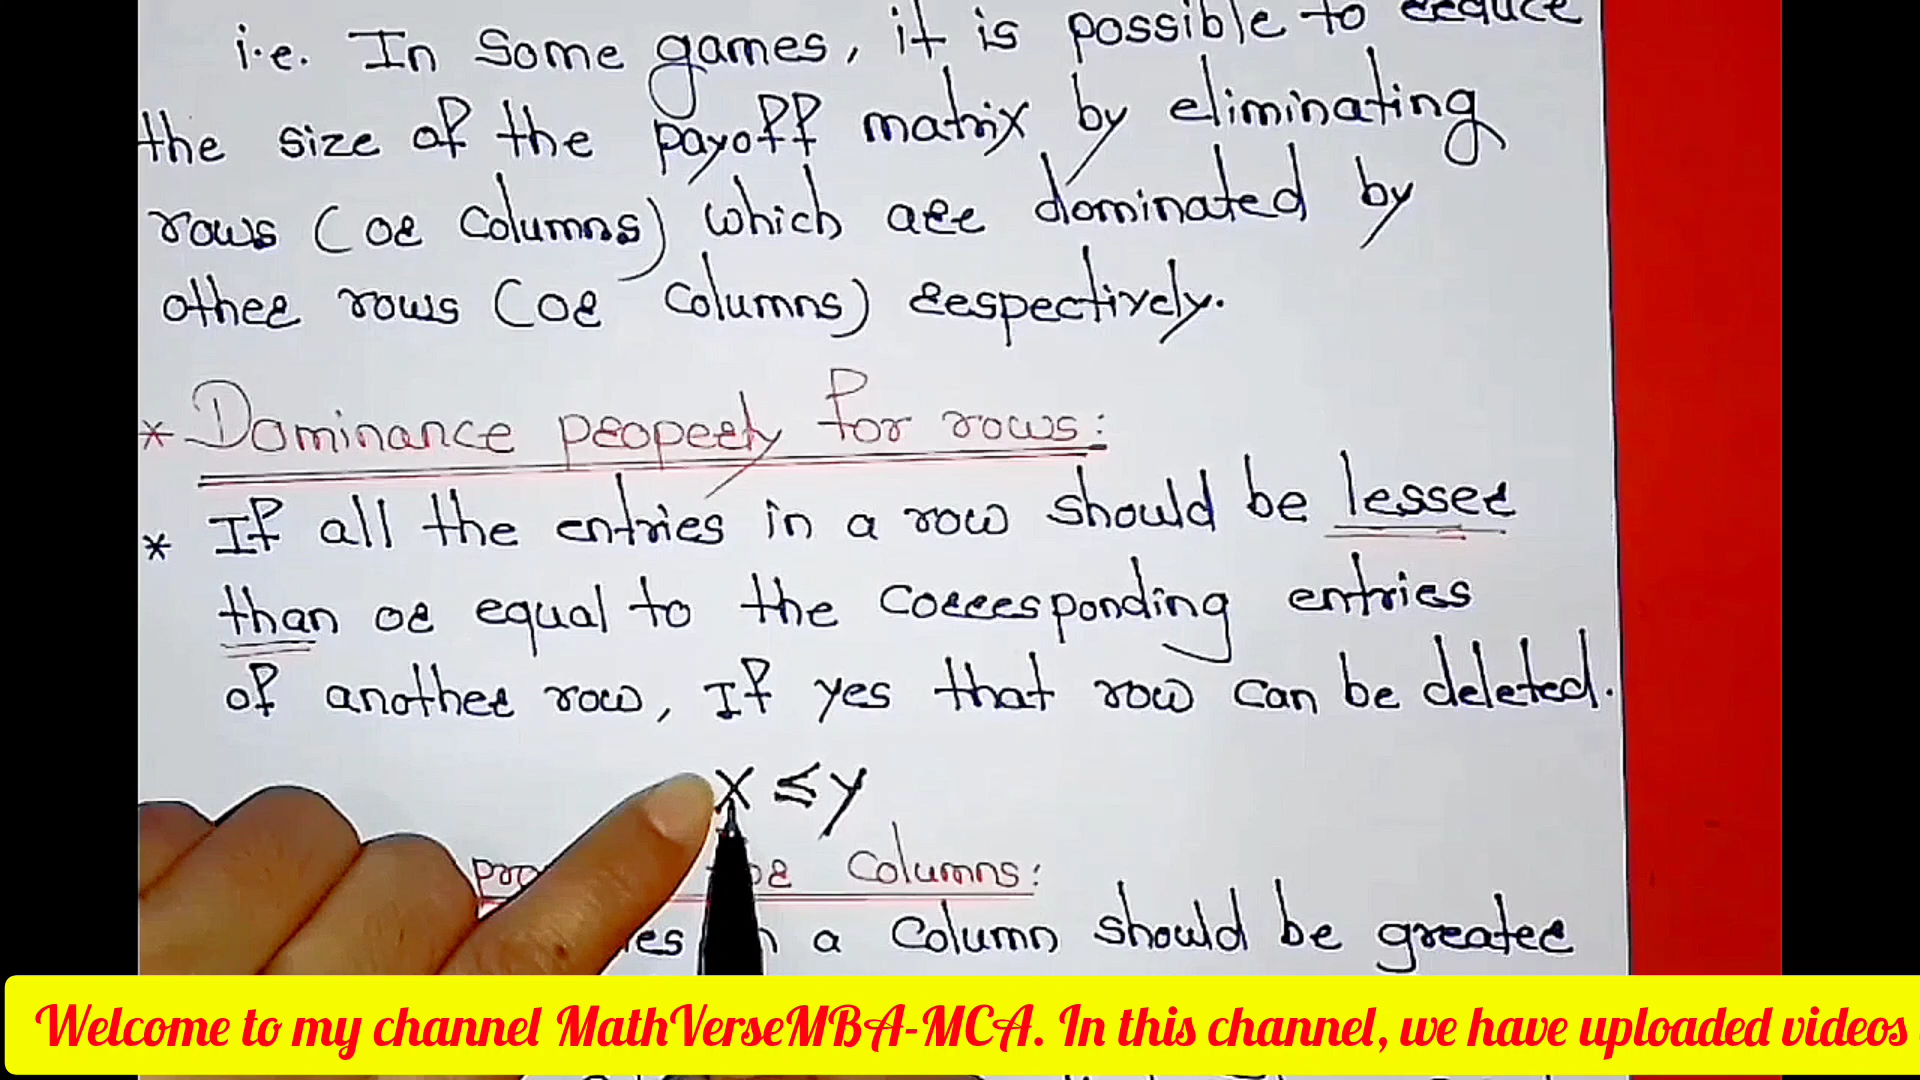 i.e. In Some games, it is possible to reduce
the size of the payoff matrix by eliminating
rows (or Columns) which are dominated by
other rows (or Columns) respectively.
* Dominance property for rows:
* If all the entries in a row should be lesser
than or equal to the corresponding entries
of another row, If yes that row can be deleted.
X ≤ y
Columns:
a Column should be greater
Welcome to my channel MathVerseMBA-MCA. In this channel, we have uploaded videos